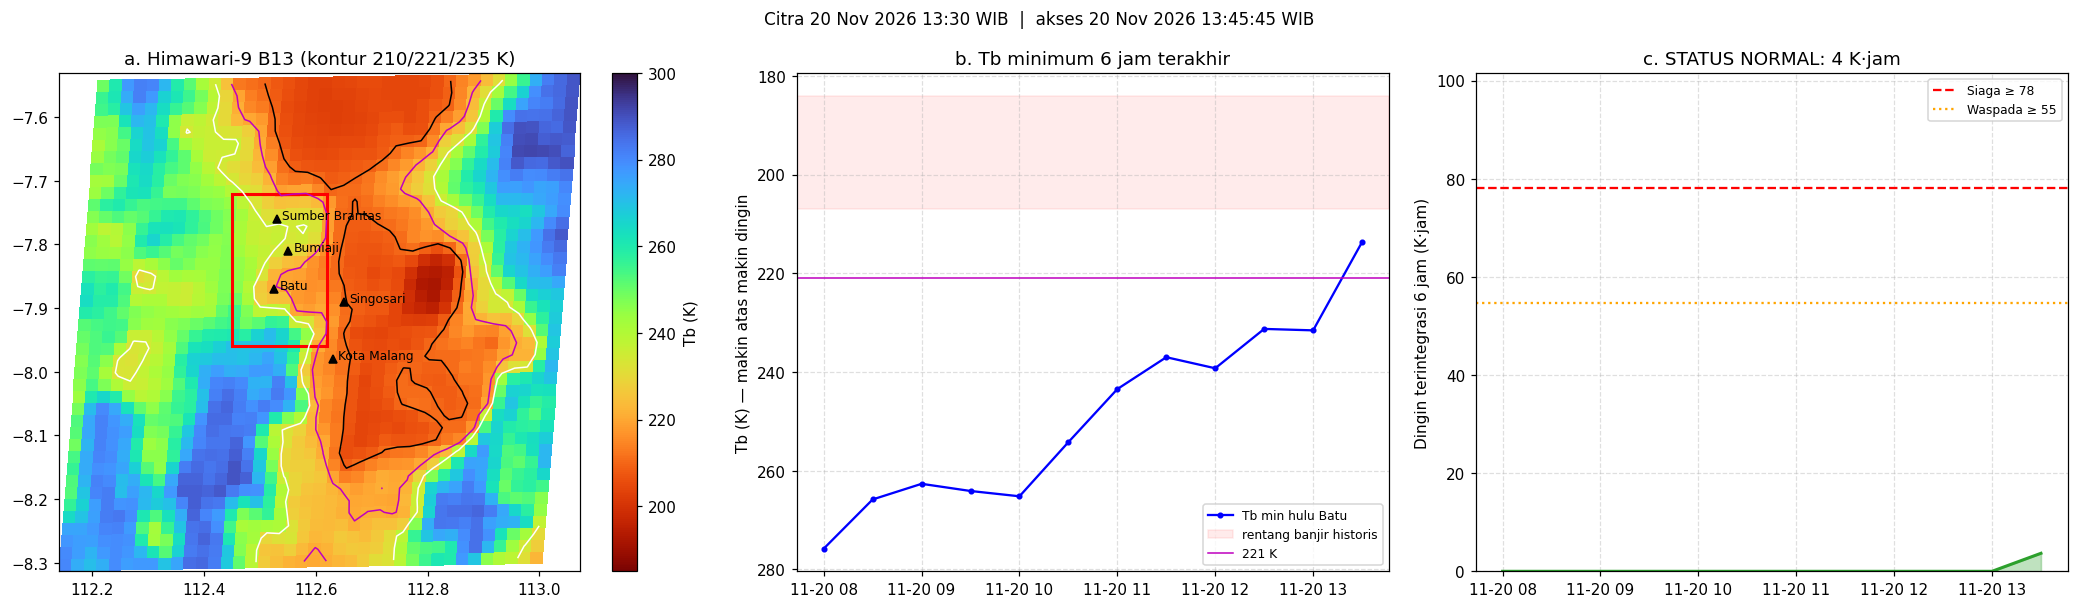 Citra 20 Nov 2026 13:30 WIB | akses 20 Nov 2026 13:45:45 WIB
a. Himawari-9 B13 (kontur 210/221/235 K)
−7.6
−7.7
−7.8
−7.9
−8.0
−8.1
−8.2
−8.3
112.2
112.4
112.6
112.8
113.0
Sumber Brantas
Bumiaji
Batu
Singosari
Kota Malang
300
280
260
240
220
200
Tb (K)
b. Tb minimum 6 jam terakhir
Tb (K) — makin atas makin dingin
180
200
220
240
260
280
11-20 08
11-20 09
11-20 10
11-20 11
11-20 12
11-20 13
Tb min hulu Batu
rentang banjir historis
221 K
c. STATUS NORMAL: 4 K·jam
Dingin terintegrasi 6 jam (K·jam)
100
80
60
40
20
0
11-20 08
11-20 09
11-20 10
11-20 11
11-20 12
11-20 13
Siaga ≥ 78
Waspada ≥ 55